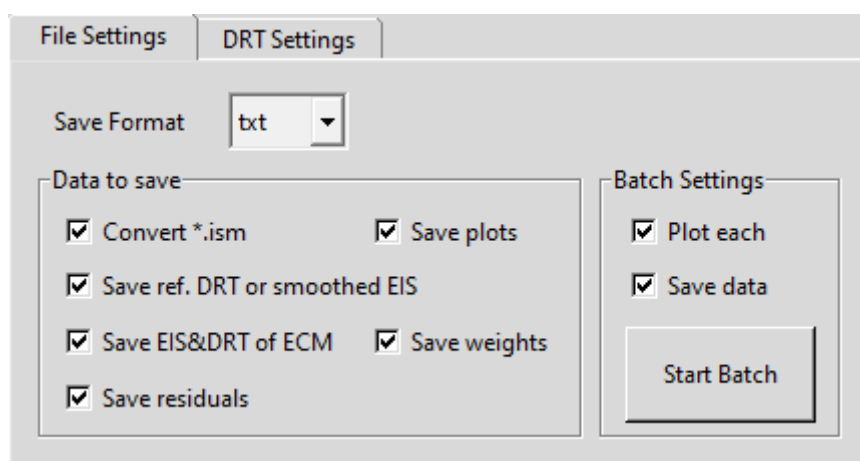 File Settings DRT Settings
Save Format txt
Data to save Batch Settings
Convert *.ism Save plots Plot each
Save ref. DRT or smoothed EIS Save data
Save EIS&DRT of ECM Save weights
Start Batch
Save residuals